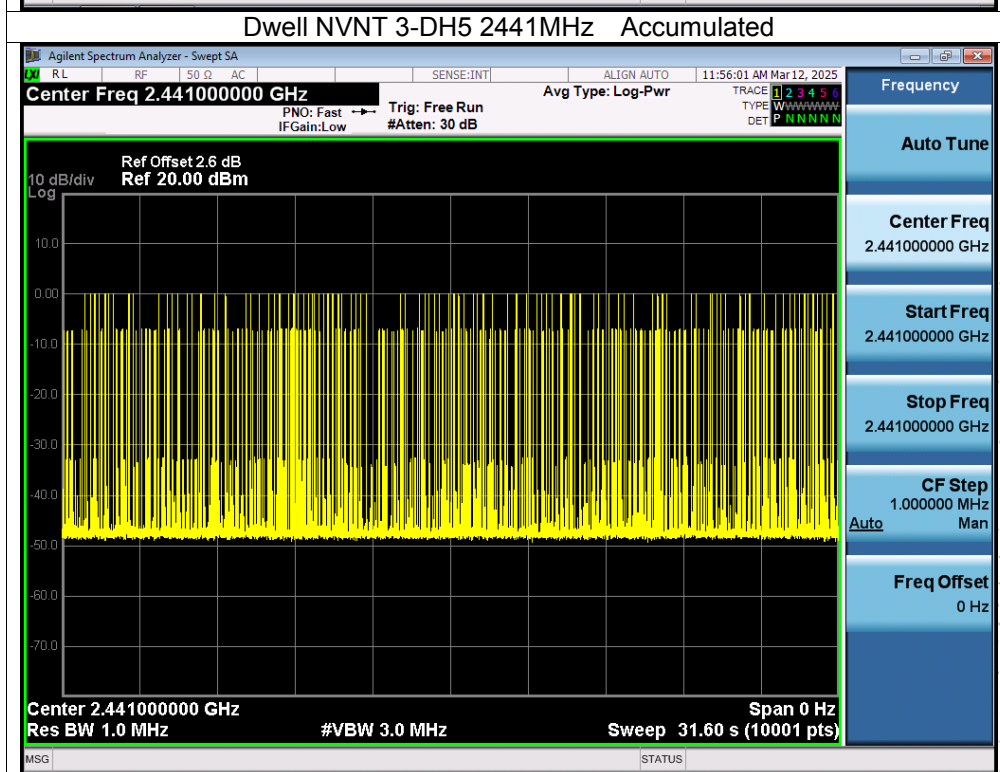 Dwell NVNT 3-DH5 2441MHz Accumulated
Agilent Spectrum Analyzer - Swept SA
LXI RL RF 50 Ω AC SENSE:INT ALIGN AUTO 11:56:01 AM Mar 12, 2025
Center Freq 2.441000000 GHz Avg Type: Log-Pwr TRACE 1 2 3 4 5 6
PNO: Fast Trig: Free Run TYPE WWWWWWW
IFGain:Low #Atten: 30 dB DET P N N N N N
Frequency
Auto Tune
Center Freq
2.441000000 GHz
Start Freq
2.441000000 GHz
Stop Freq
2.441000000 GHz
CF Step
1.000000 MHz
Auto Man
Freq Offset
0 Hz
Ref Offset 2.6 dB
10 dB/div Ref 20.00 dBm
Log
10.0
0.00
-10.0
-20.0
-30.0
-40.0
-50.0
-60.0
-70.0
Center 2.441000000 GHz Span 0 Hz
Res BW 1.0 MHz #VBW 3.0 MHz Sweep 31.60 s (10001 pts)
MSG STATUS